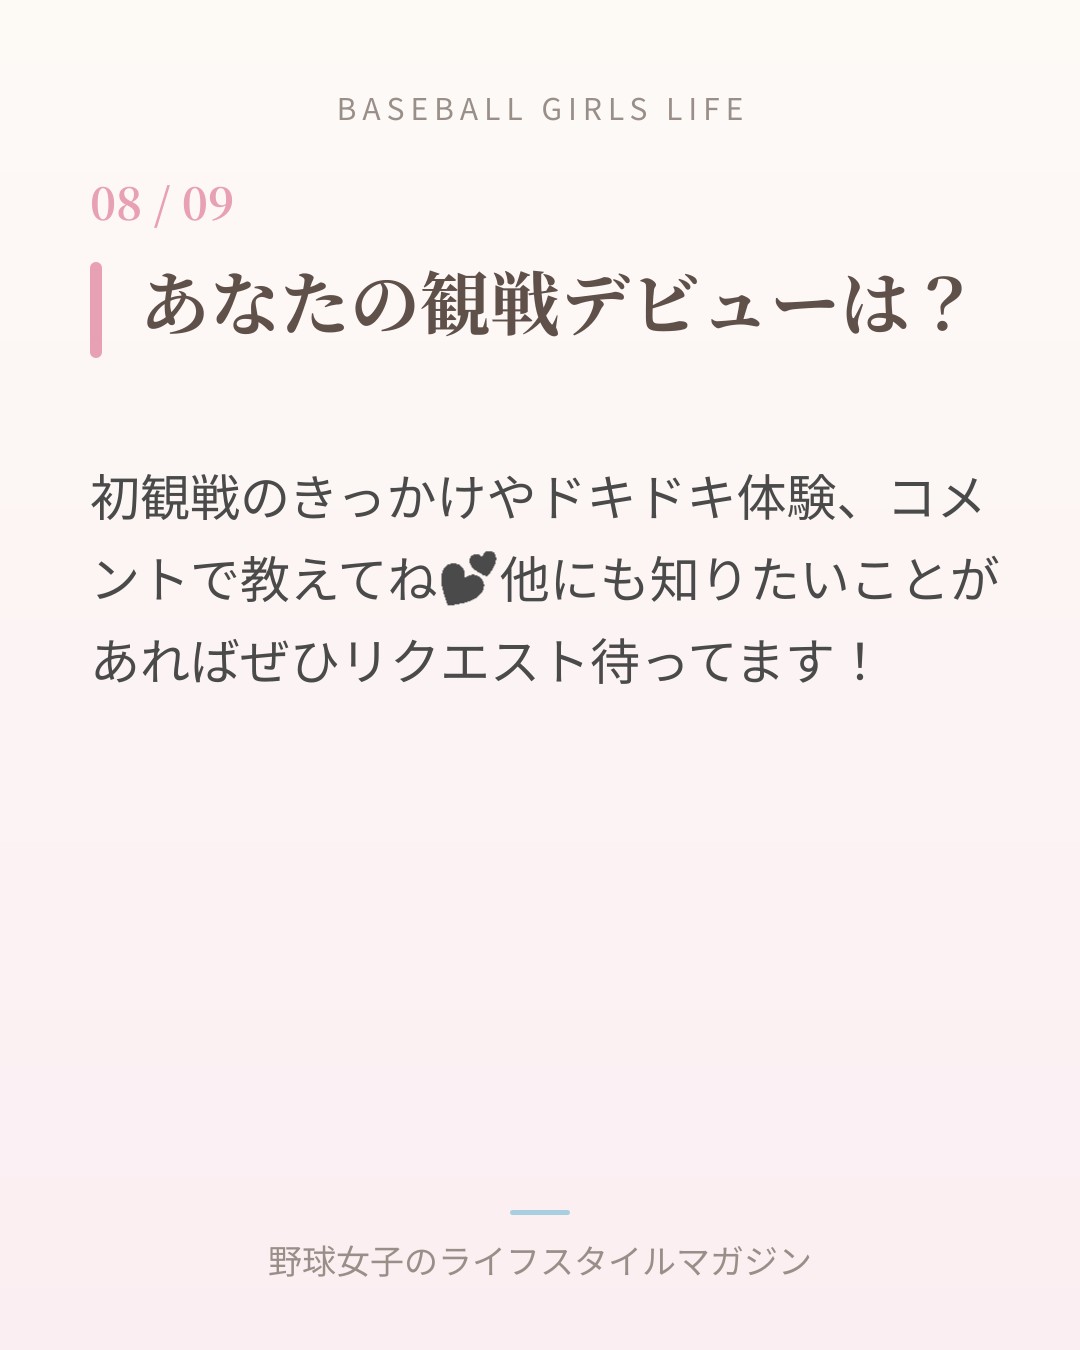 BASEBALL GIRLS LIFE
08 / 09
あなたの観戦デビューは？
初観戦のきっかけやドキドキ体験、コメ
ントで教えてね💕他にも知りたいことが
あればぜひリクエスト待ってます！
野球女子のライフスタイルマガジン